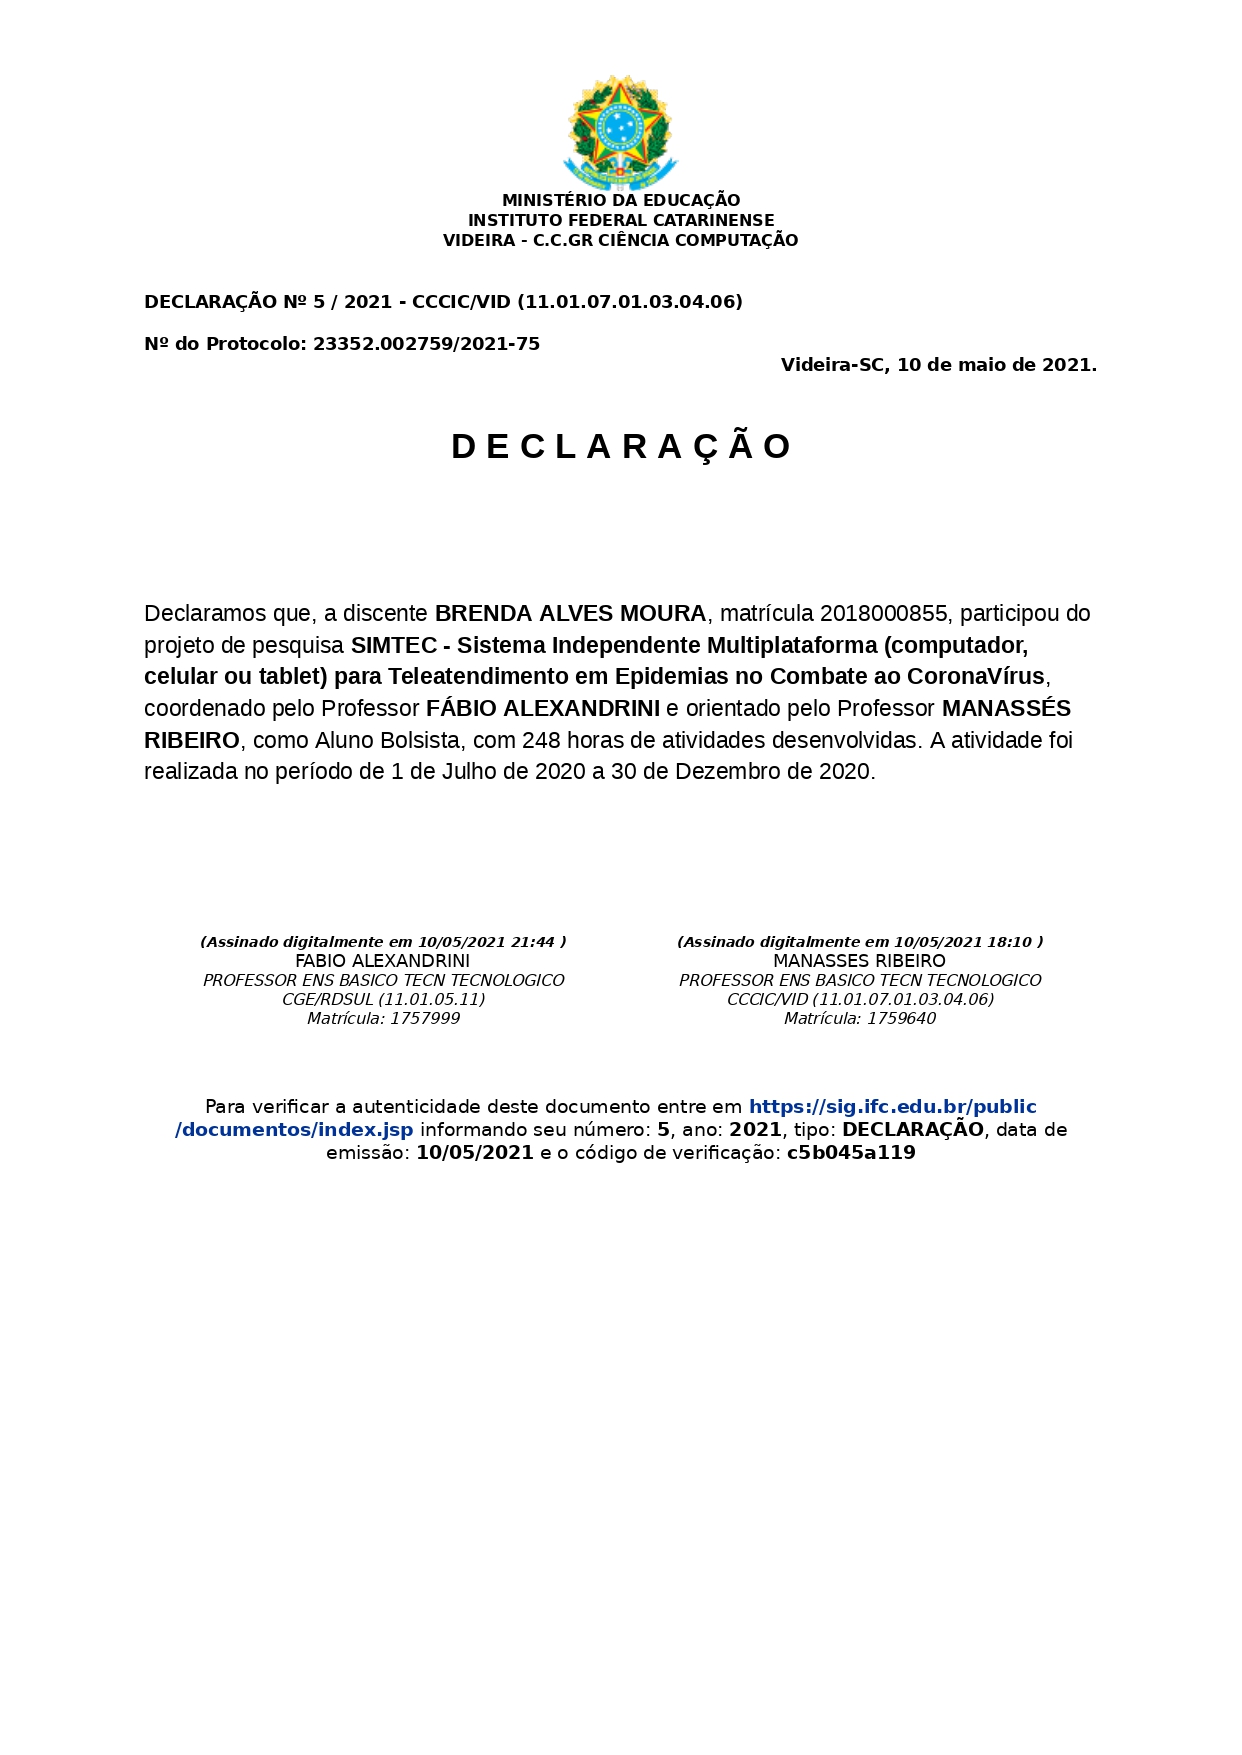 MINISTÉRIO DA EDUCAÇÃO
INSTITUTO FEDERAL CATARINENSE
VIDEIRA - C.C.GR CIÊNCIA COMPUTAÇÃO
DECLARAÇÃO Nº 5 / 2021 - CCCIC/VID (11.01.07.01.03.04.06)
Nº do Protocolo: 23352.002759/2021-75
Videira-SC, 10 de maio de 2021.
D E C L A R A Ç Ã O
Declaramos que, a discente BRENDA ALVES MOURA, matrícula 2018000855, participou do
projeto de pesquisa SIMTEC - Sistema Independente Multiplataforma (computador,
celular ou tablet) para Teleatendimento em Epidemias no Combate ao CoronaVírus,
coordenado pelo Professor FÁBIO ALEXANDRINI e orientado pelo Professor MANASSÉS
RIBEIRO, como Aluno Bolsista, com 248 horas de atividades desenvolvidas. A atividade foi
realizada no período de 1 de Julho de 2020 a 30 de Dezembro de 2020.
(Assinado digitalmente em 10/05/2021 21:44 )
FABIO ALEXANDRINI
PROFESSOR ENS BASICO TECN TECNOLOGICO
CGE/RDSUL (11.01.05.11)
Matrícula: 1757999
(Assinado digitalmente em 10/05/2021 18:10 )
MANASSES RIBEIRO
PROFESSOR ENS BASICO TECN TECNOLOGICO
CCCIC/VID (11.01.07.01.03.04.06)
Matrícula: 1759640
Para verificar a autenticidade deste documento entre em https://sig.ifc.edu.br/public
/documentos/index.jsp informando seu número: 5, ano: 2021, tipo: DECLARAÇÃO, data de
emissão: 10/05/2021 e o código de verificação: c5b045a119